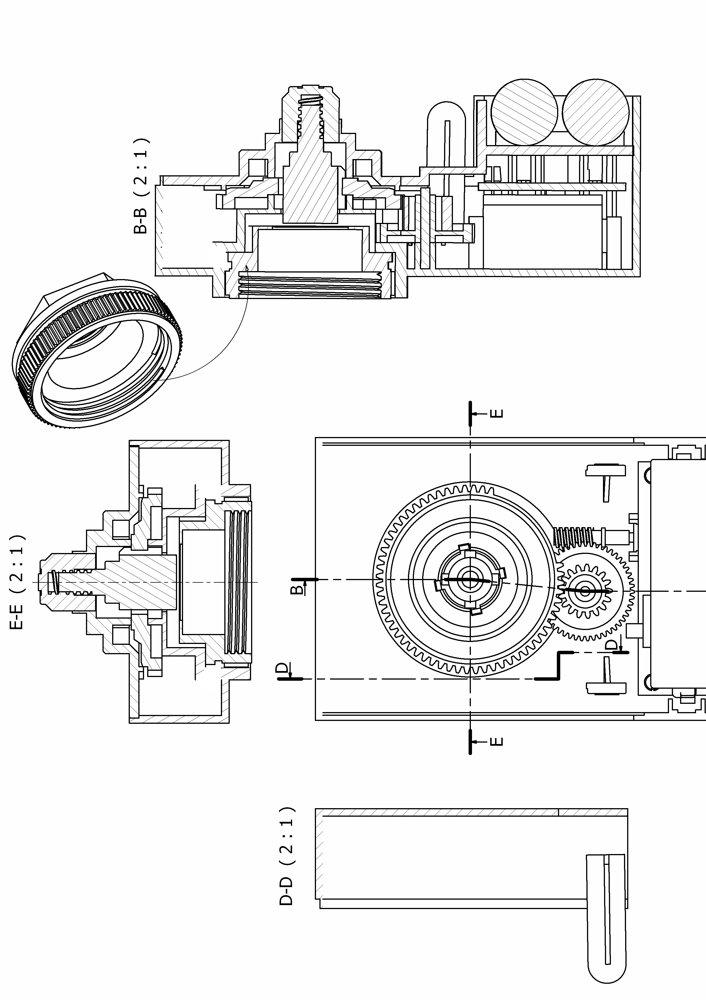 B-B ( 2 : 1 )
E-E ( 2 : 1 )
E
B
D
D
E
D-D ( 2 : 1 )